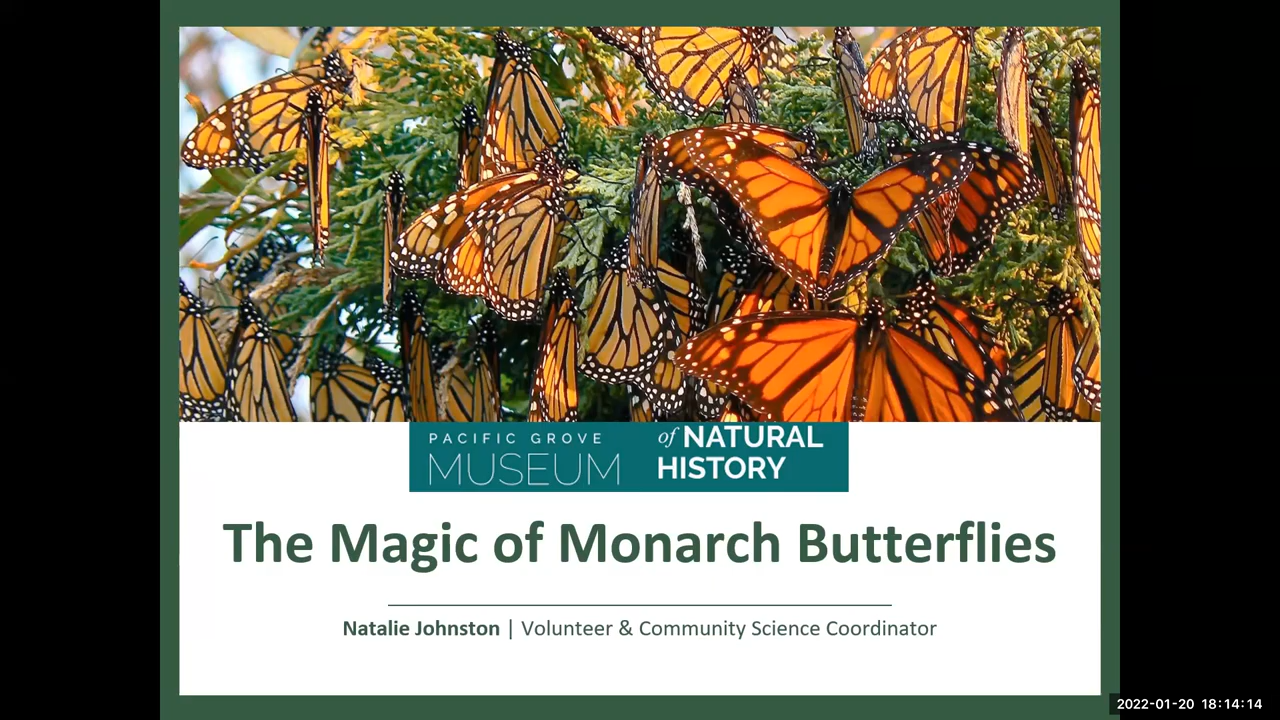 PACIFIC GROVE
MUSEUM
of NATURAL
HISTORY
The Magic of Monarch Butterflies
Natalie Johnston | Volunteer & Community Science Coordinator
2022-01-20 18:14:14